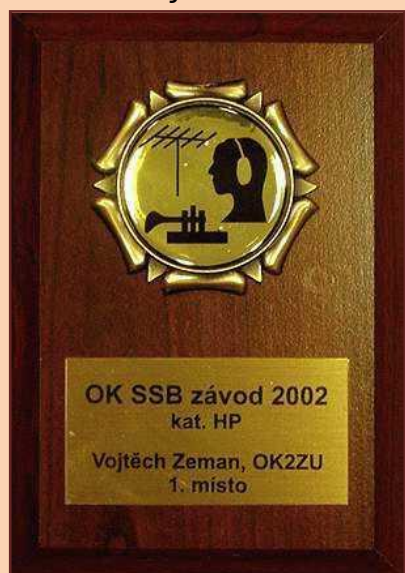 OK SSB závod 2002
kat. HP
Vojtěch Zeman, OK2ZU
1. místo